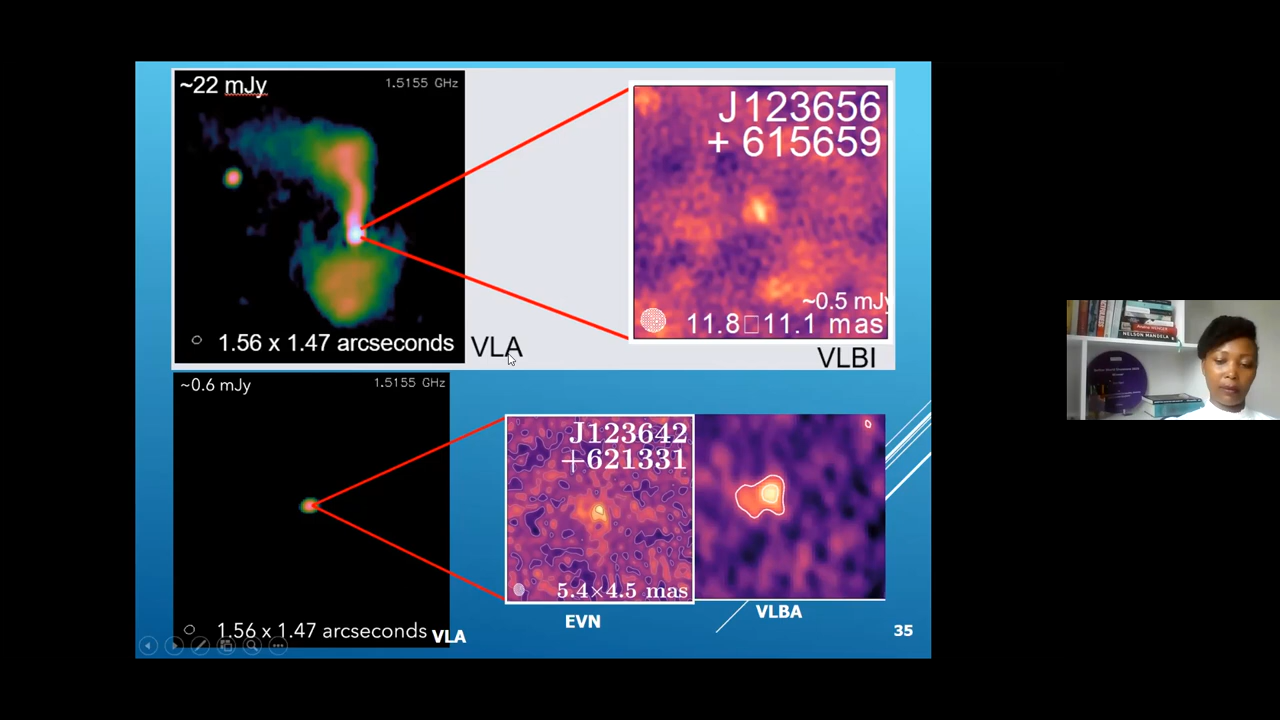 ~22 mJy
1.5155 GHz
1.56 x 1.47 arcseconds
VLA
J123656
+ 615659
~0.5 mJy
11.8□11.1 mas
VLBI
~0.6 mJy
1.5155 GHz
1.56 x 1.47 arcseconds
VLA
J123642
+621331
5.4×4.5 mas
EVN
VLBA
35
NELSON MANDELA